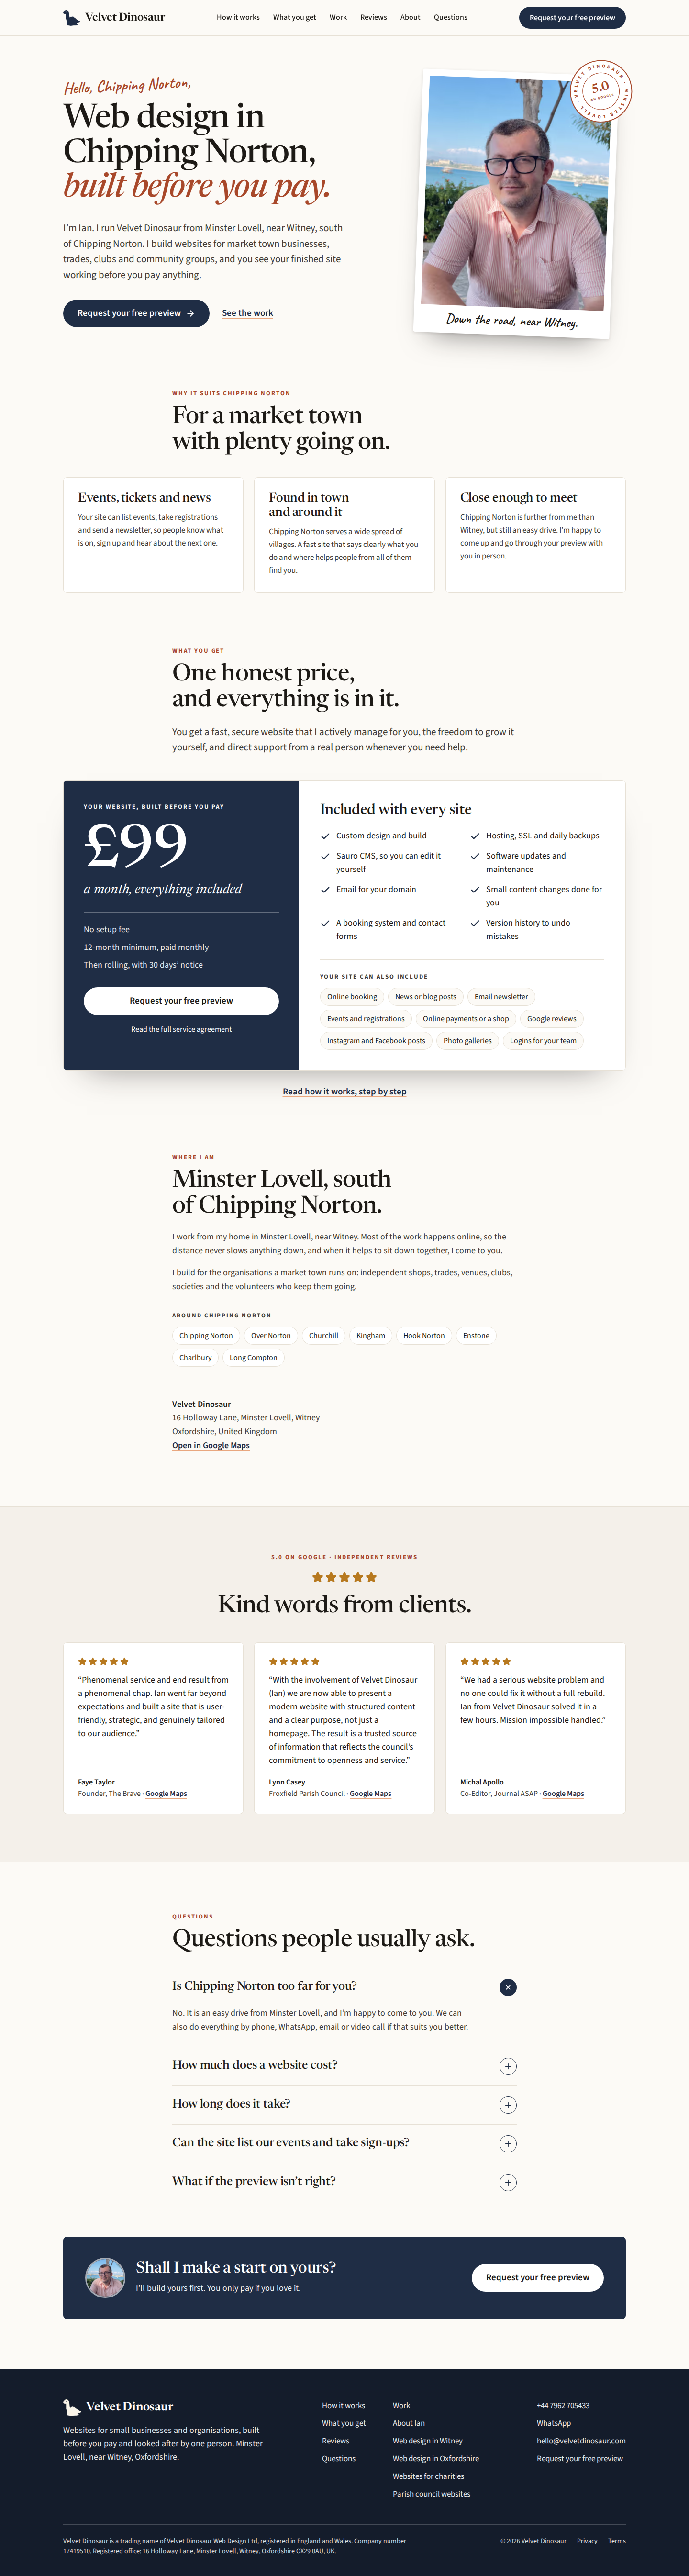 Velvet Dinosaur
How it works
What you get
Work
Reviews
About
Questions
Request your free preview
Hello, Chipping Norton,
Web design in
Chipping Norton,
built before you pay.
I'm Ian. I run Velvet Dinosaur from Minster Lovell, near Witney, south
of Chipping Norton. I build websites for market town businesses,
trades, clubs and community groups, and you see your finished site
working before you pay anything.
Request your free preview →
See the work
VELVET DINOSAUR · MINSTER LOVELL ·
5.0
ON GOOGLE
Down the road, near Witney.
WHY IT SUITS CHIPPING NORTON
For a market town
with plenty going on.
Events, tickets and news
Your site can list events, take registrations
and send a newsletter, so people know what
is on, sign up and hear about the next one.
Found in town
and around it
Chipping Norton serves a wide spread of
villages. A fast site that says clearly what you
do and where helps people from all of them
find you.
Close enough to meet
Chipping Norton is further from me than
Witney, but still an easy drive. I'm happy to
come up and go through your preview with
you in person.
WHAT YOU GET
One honest price,
and everything is in it.
You get a fast, secure website that I actively manage for you, the freedom to grow it
yourself, and direct support from a real person whenever you need help.
YOUR WEBSITE, BUILT BEFORE YOU PAY
£99
a month, everything included
No setup fee
12-month minimum, paid monthly
Then rolling, with 30 days' notice
Request your free preview
Read the full service agreement
Included with every site
Custom design and build
Hosting, SSL and daily backups
Sauro CMS, so you can edit it
yourself
Software updates and
maintenance
Email for your domain
Small content changes done for
you
A booking system and contact
forms
Version history to undo
mistakes
YOUR SITE CAN ALSO INCLUDE
Online booking
News or blog posts
Email newsletter
Events and registrations
Online payments or a shop
Google reviews
Instagram and Facebook posts
Photo galleries
Logins for your team
Read how it works, step by step
WHERE I AM
Minster Lovell, south
of Chipping Norton.
I work from my home in Minster Lovell, near Witney. Most of the work happens online, so the
distance never slows anything down, and when it helps to sit down together, I come to you.
I build for the organisations a market town runs on: independent shops, trades, venues, clubs,
societies and the volunteers who keep them going.
AROUND CHIPPING NORTON
Chipping Norton
Over Norton
Churchill
Kingham
Hook Norton
Enstone
Charlbury
Long Compton
Velvet Dinosaur
16 Holloway Lane, Minster Lovell, Witney
Oxfordshire, United Kingdom
Open in Google Maps
5.0 ON GOOGLE · INDEPENDENT REVIEWS
Kind words from clients.
“Phenomenal service and end result from
a phenomenal chap. Ian went far beyond
expectations and built a site that is user-
friendly, strategic, and genuinely tailored
to our audience.”
Faye Taylor
Founder, The Brave · Google Maps
“With the involvement of Velvet Dinosaur
(Ian) we are now able to present a
modern website with structured content
and a clear purpose, not just a
homepage. The result is a trusted source
of information that reflects the council's
commitment to openness and service.”
Lynn Casey
Froxfield Parish Council · Google Maps
“We had a serious website problem and
no one could fix it without a full rebuild.
Ian from Velvet Dinosaur solved it in a
few hours. Mission impossible handled.”
Michal Apollo
Co-Editor, Journal ASAP · Google Maps
QUESTIONS
Questions people usually ask.
Is Chipping Norton too far for you?
No. It is an easy drive from Minster Lovell, and I'm happy to come to you. We can
also do everything by phone, WhatsApp, email or video call if that suits you better.
How much does a website cost?
How long does it take?
Can the site list our events and take sign-ups?
What if the preview isn't right?
Shall I make a start on yours?
I'll build yours first. You only pay if you love it.
Request your free preview
Velvet Dinosaur
Websites for small businesses and organisations, built
before you pay and looked after by one person. Minster
Lovell, near Witney, Oxfordshire.
How it works
What you get
Reviews
Questions
Work
About Ian
Web design in Witney
Web design in Oxfordshire
Websites for charities
Parish council websites
+44 7962 705433
WhatsApp
hello@velvetdinosaur.com
Request your free preview
Velvet Dinosaur is a trading name of Velvet Dinosaur Web Design Ltd, registered in England and Wales. Company number
17419510. Registered office: 16 Holloway Lane, Minster Lovell, Witney, Oxfordshire OX29 0AU, UK.
© 2026 Velvet Dinosaur
Privacy
Terms